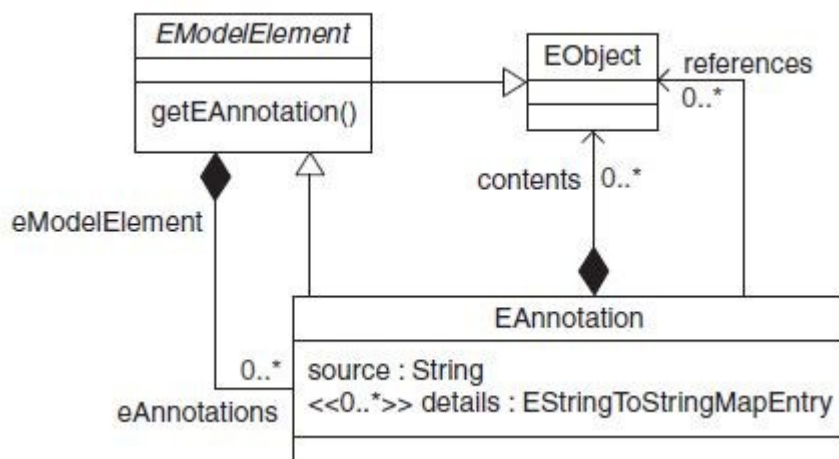 EModelElement
EObject
references
0..*
getEAnnotation()
contents 0..*
eModelElement
EAnnotation
0..*
source : String
<<0..*>> details : EStringToStringMapEntry
eAnnotations